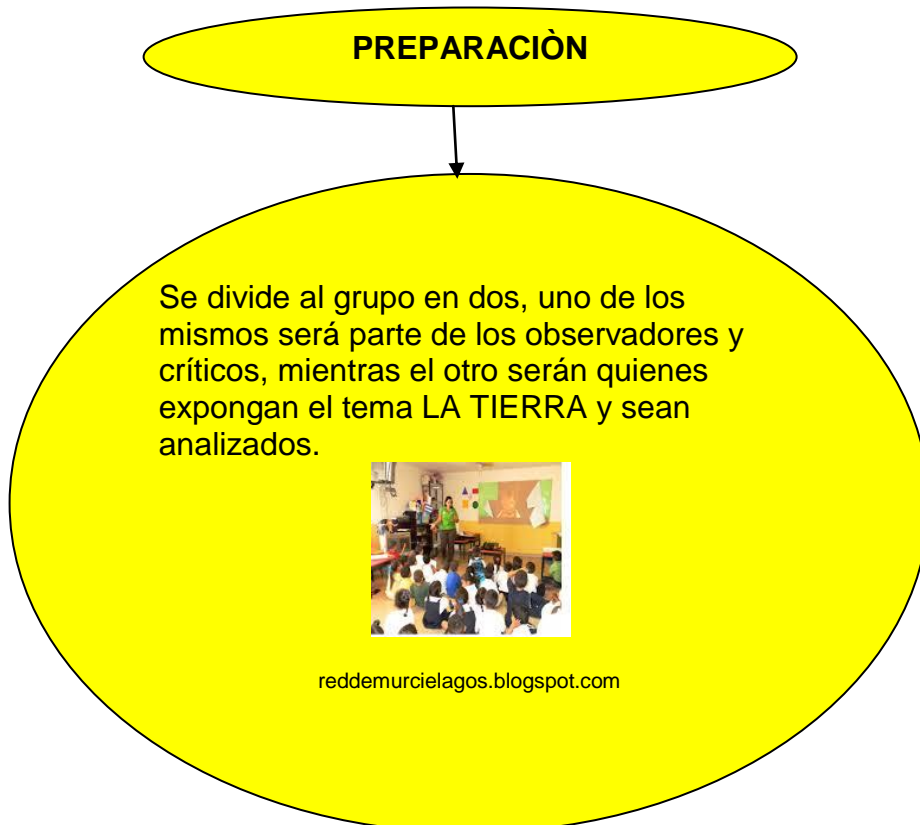 PREPARACIÒN
Se divide al grupo en dos, uno de los
mismos será parte de los observadores y
críticos, mientras el otro serán quienes
expongan el tema LA TIERRA y sean
analizados.
reddemurcielagos.blogspot.com